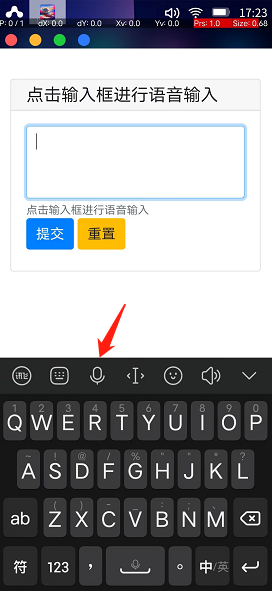 17:23
P: 0 / 1 dX: 0.0 dY: 0.0 Xv: 0.0 Yv: 0.0 Prs: 1.0 Size: 0.68
点击输入框进行语音输入
点击输入框进行语音输入
提交 重置
讯飞
1 2 3 4 5 6 7 8 9 0
Q W E R T Y U I O P
~ ! @ # % " " * ?
A S D F G H J K L
ab Z X C V B N M
符 123 , 。 中/英